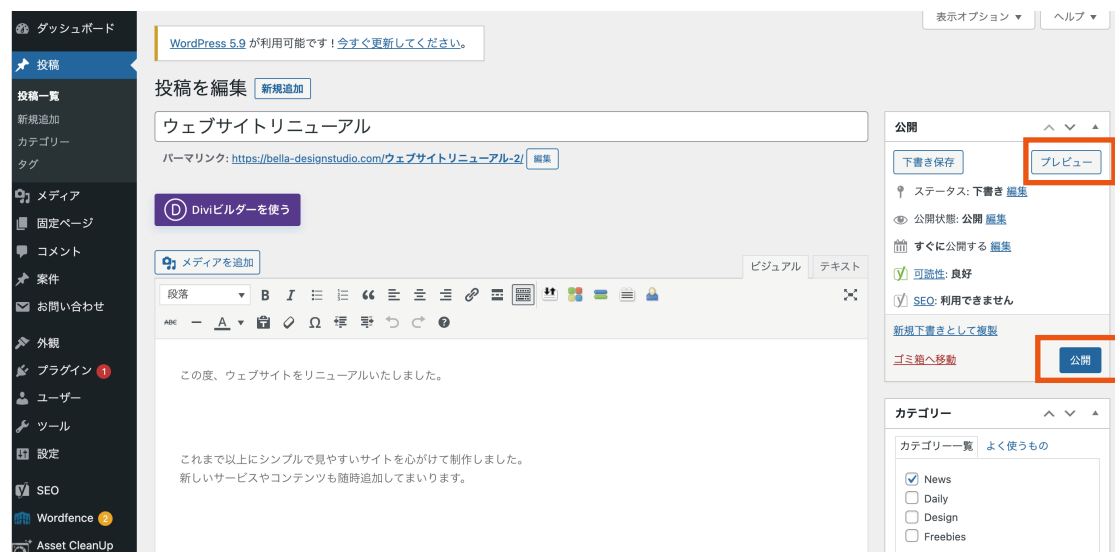 ダッシュボード
投稿
投稿一覧
新規追加
カテゴリー
タグ
メディア
固定ページ
コメント
案件
お問い合わせ
外観
プラグイン 1
ユーザー
ツール
設定
SEO
Wordfence 2
Asset CleanUp
表示オプション ▼ ヘルプ ▼
WordPress 5.9 が利用可能です ! 今すぐ更新してください。
投稿を編集 新規追加
ウェブサイトリニューアル
パーマリンク: https://bella-designstudio.com/ウェブサイトリニューアル-2/ 編集
D Diviビルダーを使う
メディアを追加
ビジュアル テキスト
段落 B I
ABC A Ω
この度、ウェブサイトをリニューアルいたしました。
これまで以上にシンプルで見やすいサイトを心がけて制作しました。
新しいサービスやコンテンツも随時追加してまいります。
公開
下書き保存 プレビュー
ステータス: 下書き 編集
公開状態: 公開 編集
すぐに公開する 編集
可読性: 良好
SEO: 利用できません
新規下書きとして複製
ゴミ箱へ移動 公開
カテゴリー
カテゴリー一覧 よく使うもの
News
Daily
Design
Freebies